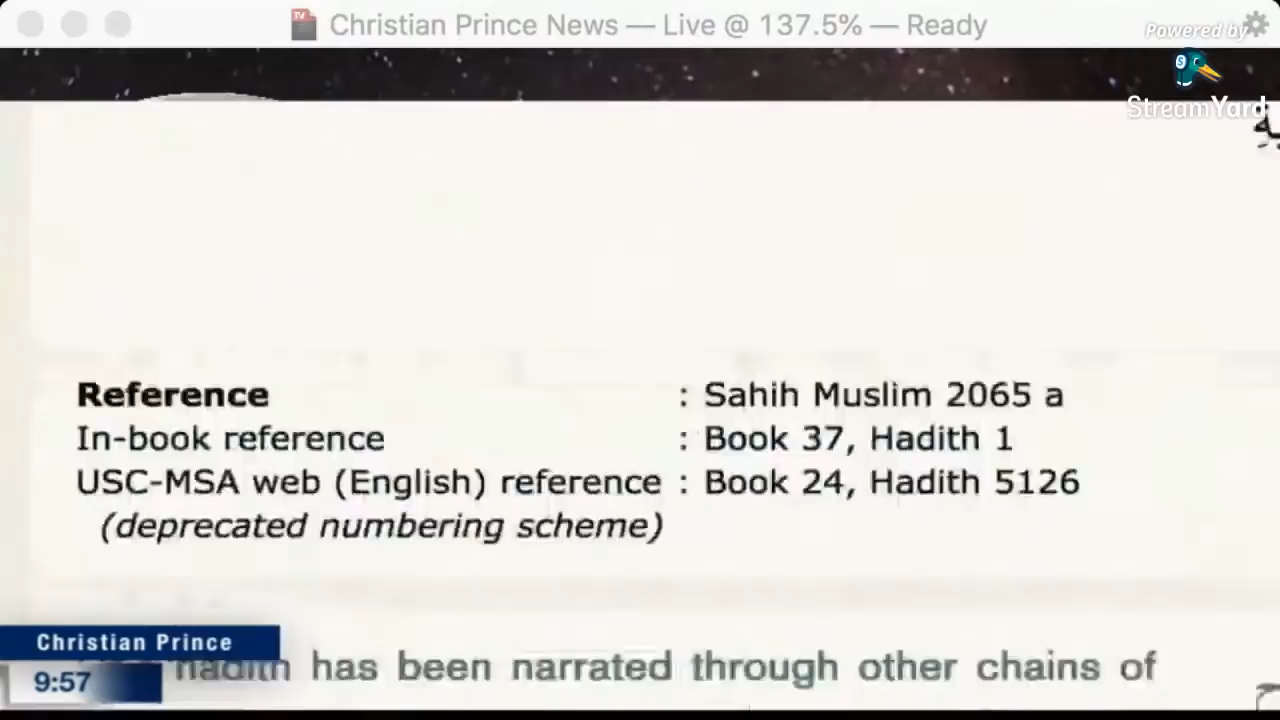 Christian Prince News — Live @ 137.5% — Ready
Powered by
StreamYard
Reference : Sahih Muslim 2065 a
In-book reference : Book 37, Hadith 1
USC-MSA web (English) reference : Book 24, Hadith 5126
(deprecated numbering scheme)
Christian Prince
hadith has been narrated through other chains of
9:57